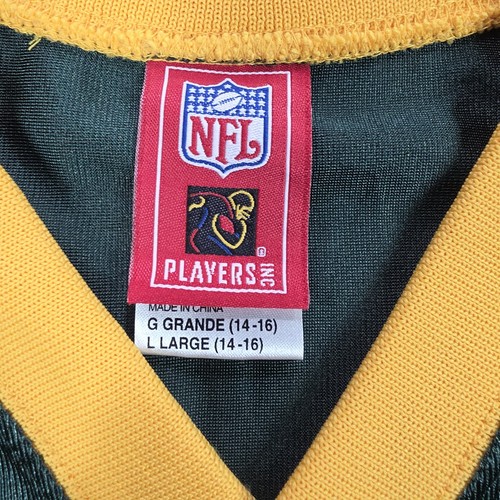 NFL
PLAYERS INC
MADE IN CHINA
G GRANDE (14-16)
L LARGE (14-16)